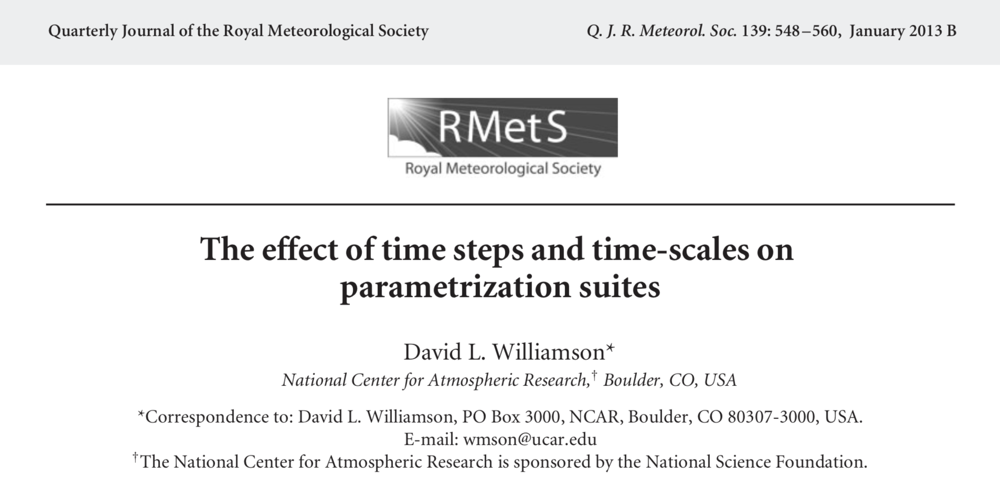 Quarterly Journal of the Royal Meteorological Society
Q. J. R. Meteorol. Soc. 139: 548–560, January 2013 B
RMetS
Royal Meteorological Society
The effect of time steps and time-scales on
parametrization suites
David L. Williamson*
National Center for Atmospheric Research,† Boulder, CO, USA
*Correspondence to: David L. Williamson, PO Box 3000, NCAR, Boulder, CO 80307-3000, USA.
E-mail: wmson@ucar.edu
†The National Center for Atmospheric Research is sponsored by the National Science Foundation.